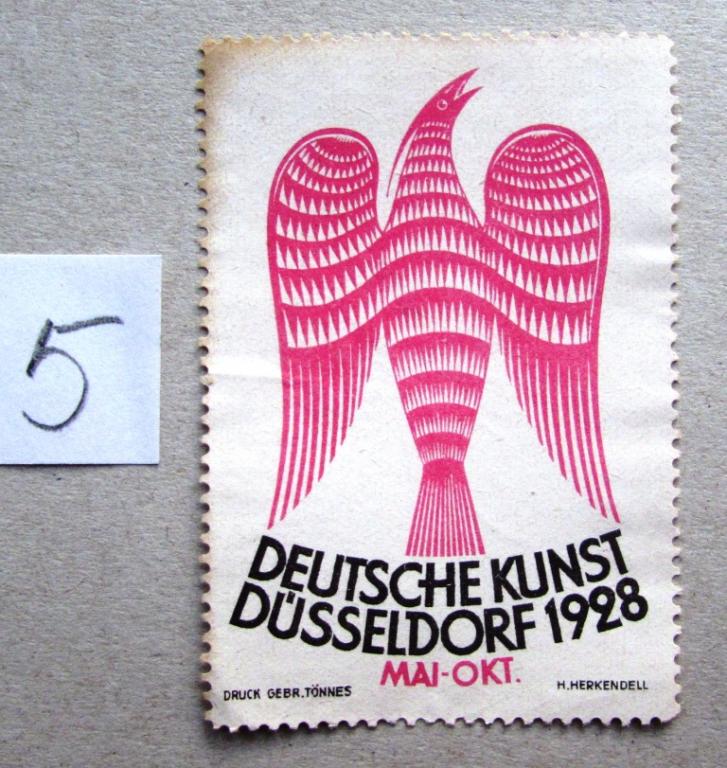 5
DEUTSCHE KUNST
DÜSSELDORF 1928
MAI-OKT.
DRUCK GEBR.TÖNNES
H.HERKENDELL